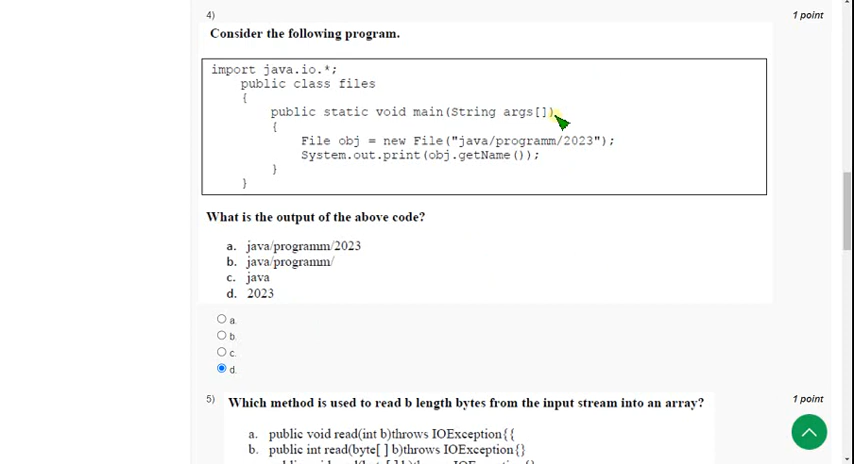 4)
1 point
Consider the following program.
import java.io.*;
public class files
{
public static void main(String args[])
{
File obj = new File("java/programm/2023");
System.out.print(obj.getName());
}
}
What is the output of the above code?
a. java/programm/2023
b. java/programm/
c. java
d. 2023
a.
b.
c.
d.
5) Which method is used to read b length bytes from the input stream into an array?
1 point
a. public void read(int b)throws IOException{{
b. public int read(byte[ ] b)throws IOException{}